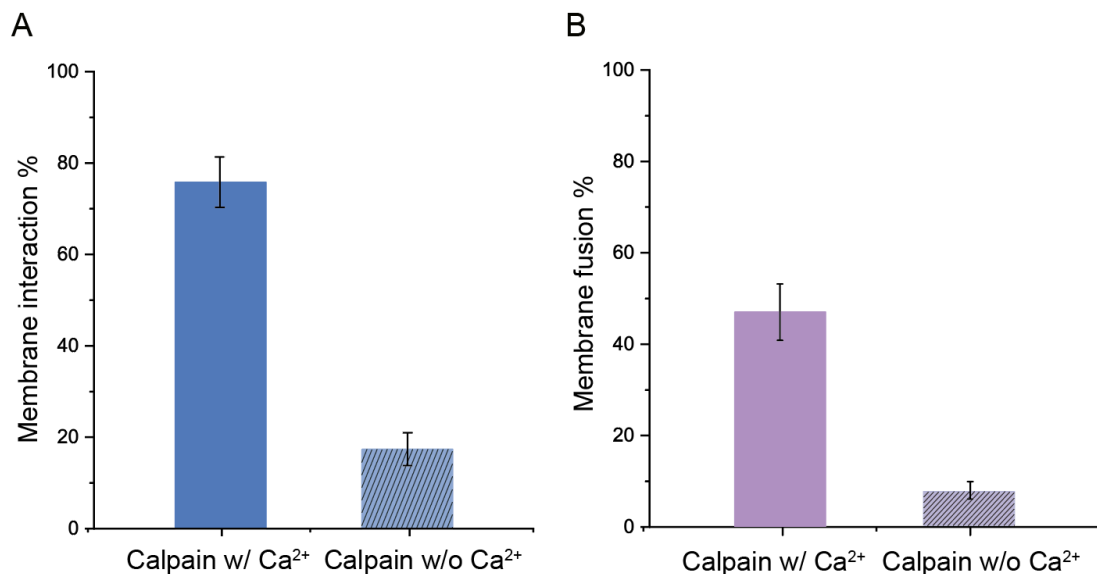 A
Membrane interaction %
100
80
60
40
20
0
Calpain w/ Ca²⁺
Calpain w/o Ca²⁺
B
Membrane fusion %
100
80
60
40
20
0
Calpain w/ Ca²⁺
Calpain w/o Ca²⁺